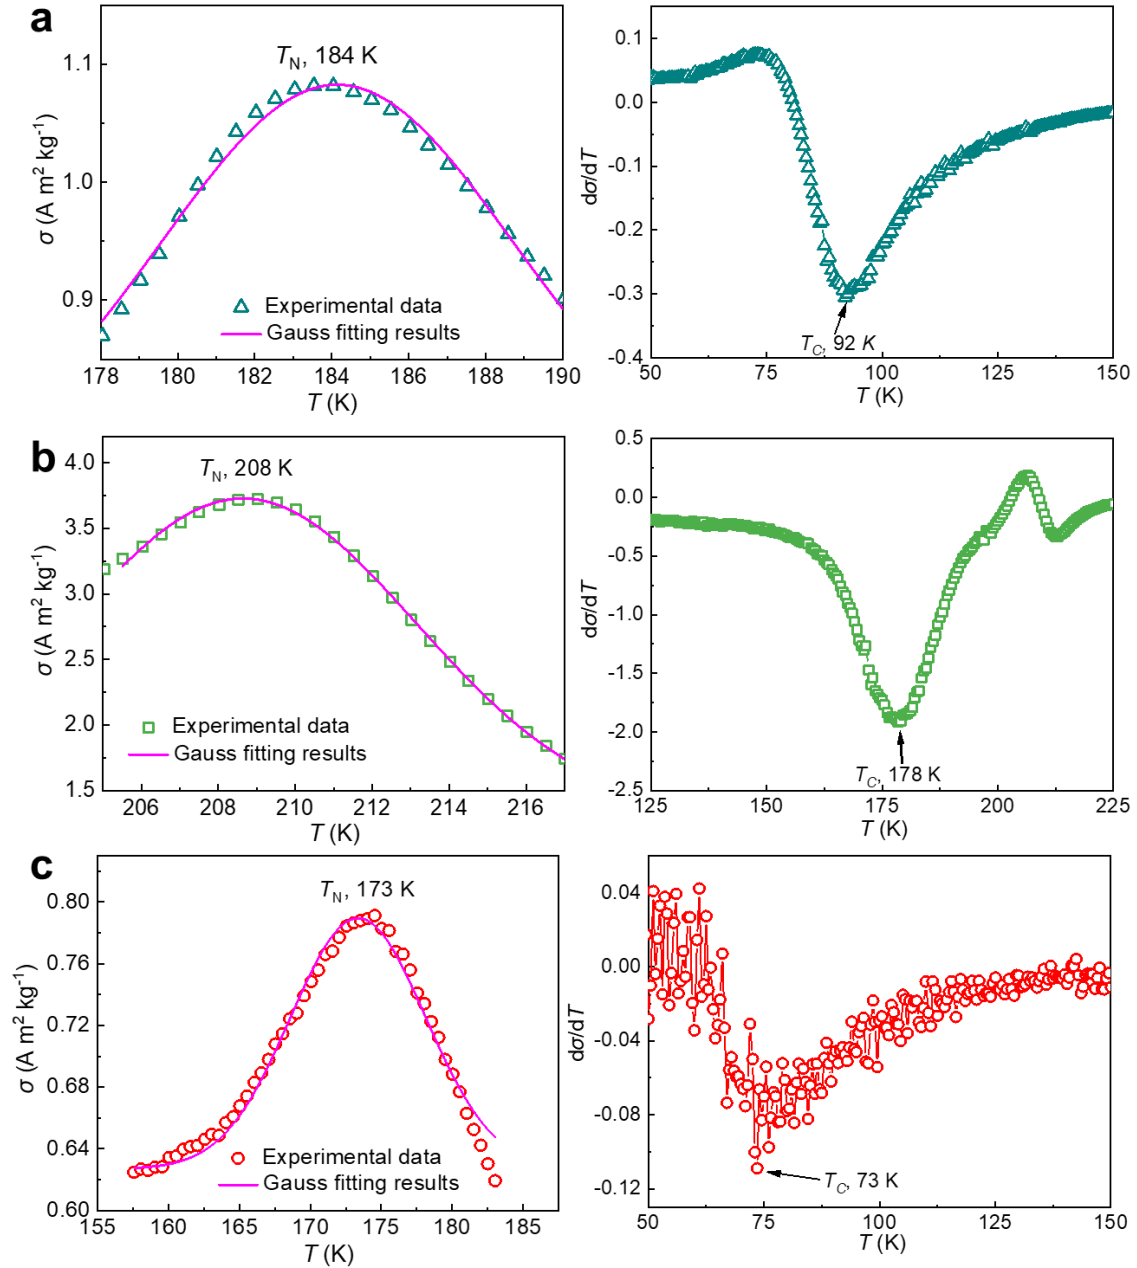 a
T_N, 184 K
σ (A m² kg⁻¹)
1.1
1.0
0.9
Experimental data
Gauss fitting results
178 180 182 184 186 188 190
T (K)
dσ/dT
0.1
0.0
-0.1
-0.2
-0.3
-0.4
T_C, 92 K
50 75 100 125 150
T (K)
b
T_N, 208 K
σ (A m² kg⁻¹)
4.0
3.5
3.0
2.5
2.0
1.5
Experimental data
Gauss fitting results
206 208 210 212 214 216
T (K)
dσ/dT
0.5
0.0
-0.5
-1.0
-1.5
-2.0
-2.5
T_C, 178 K
125 150 175 200 225
T (K)
c
T_N, 173 K
σ (A m² kg⁻¹)
0.80
0.76
0.72
0.68
0.64
0.60
Experimental data
Gauss fitting results
155 160 165 170 175 180 185
T (K)
dσ/dT
0.04
0.00
-0.04
-0.08
-0.12
T_C, 73 K
50 75 100 125 150
T (K)